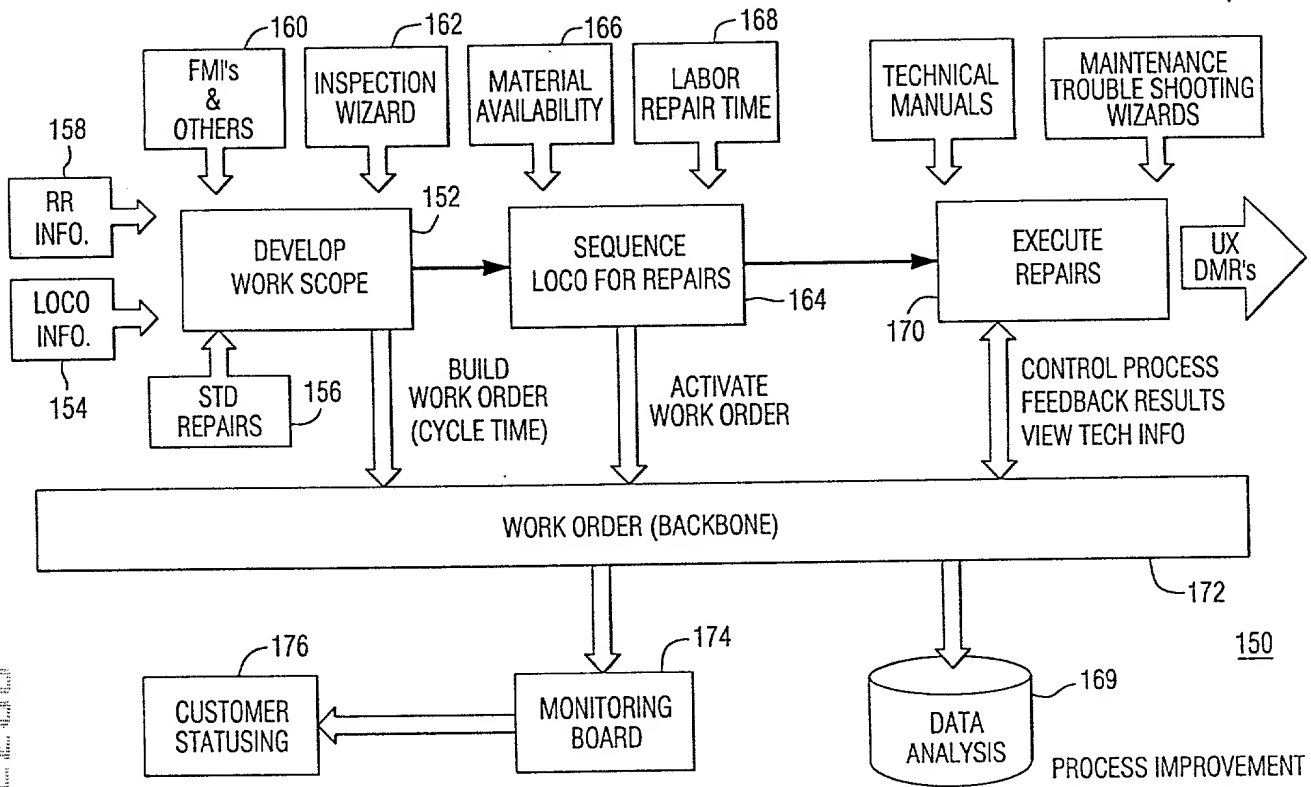 160
162
166
168
FMI's
&
OTHERS
INSPECTION
WIZARD
MATERIAL
AVAILABILITY
LABOR
REPAIR TIME
TECHNICAL
MANUALS
MAINTENANCE
TROUBLE SHOOTING
WIZARDS
158
RR
INFO.
152
DEVELOP
WORK SCOPE
SEQUENCE
LOCO FOR REPAIRS
164
EXECUTE
REPAIRS
170
UX
DMR's
LOCO
INFO.
154
STD
REPAIRS
156
BUILD
WORK ORDER
(CYCLE TIME)
ACTIVATE
WORK ORDER
CONTROL PROCESS
FEEDBACK RESULTS
VIEW TECH INFO
WORK ORDER (BACKBONE)
172
176
CUSTOMER
STATUSING
174
MONITORING
BOARD
150
169
DATA
ANALYSIS
PROCESS IMPROVEMENT